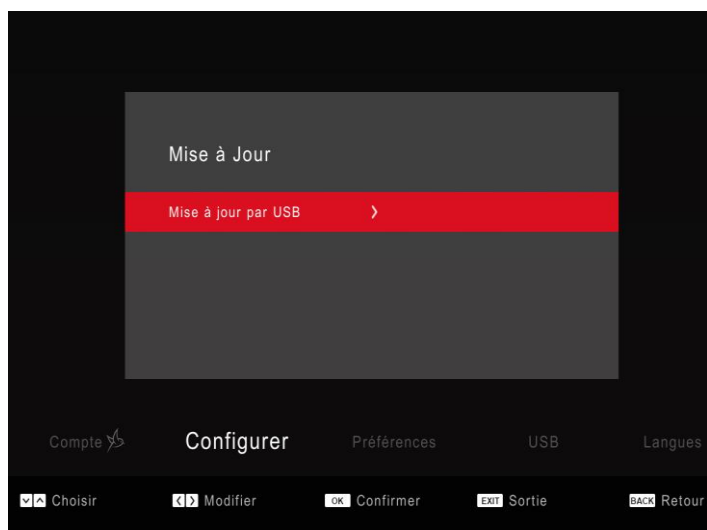 Mise à Jour
Mise à jour par USB >
Compte Configurer Préférences USB Langues
Choisir < > Modifier OK Confirmer EXIT Sortie BACK Retour